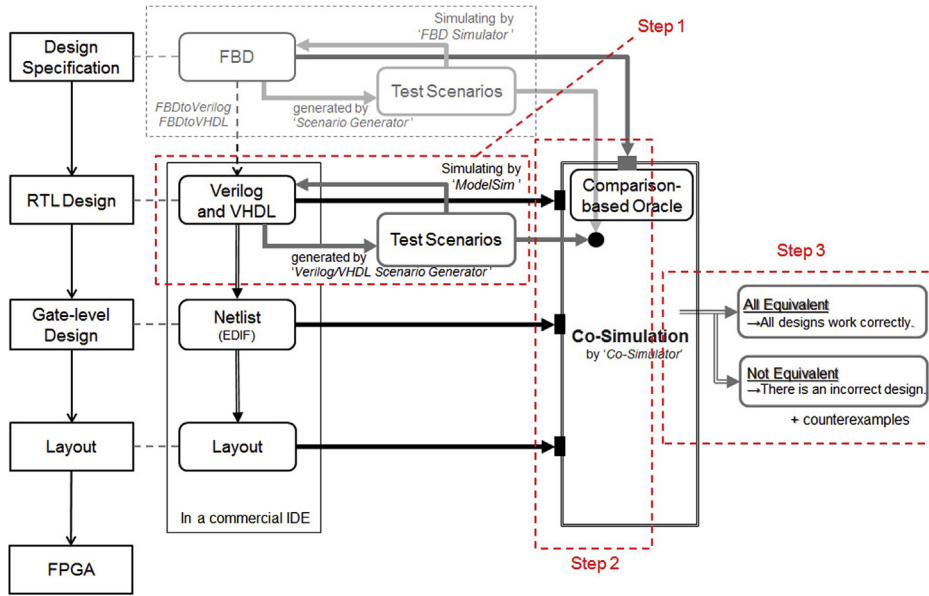 Simulating by
'FBD Simulator'
Step 1
Design
Specification
FBD
Test Scenarios
FBDtoVerilog
FBDtoVHDL
generated by
'Scenario Generator'
Simulating by
'ModelSim'
RTL Design
Verilog
and VHDL
Comparison-
based Oracle
Test Scenarios
generated by
'Verilog/VHDL Scenario Generator'
Step 3
Gate-level
Design
Netlist
(EDIF)
Co-Simulation
by 'Co-Simulator'
All Equivalent
→All designs work correctly.
Not Equivalent
→There is an incorrect design.
+ counterexamples
Layout
Layout
In a commercial IDE
Step 2
FPGA